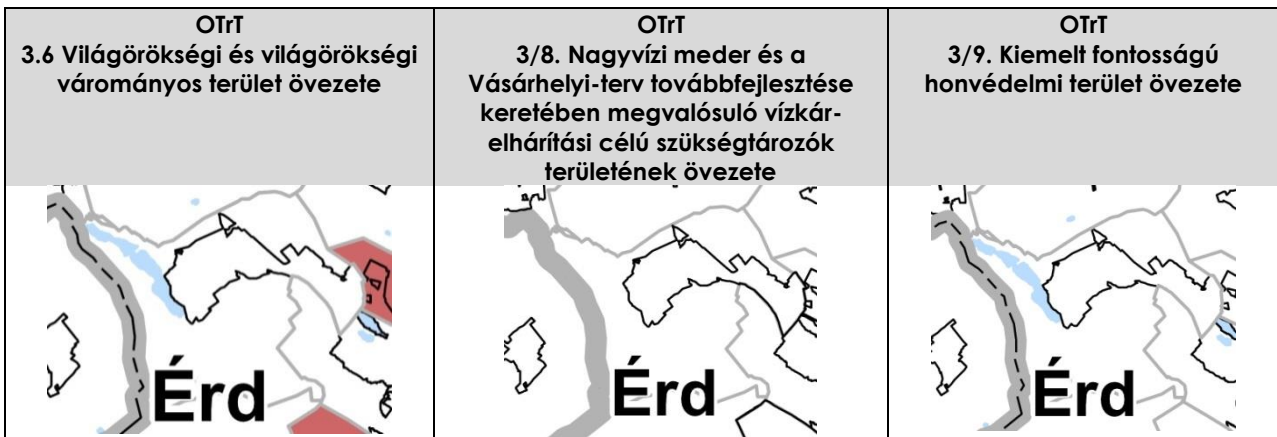 OTrT
3.6 Világörökségi és világörökségi
várományos terület övezete
OTrT
3/8. Nagyvízi meder és a
Vásárhelyi-terv továbbfejlesztése
keretében megvalósuló vízkár-
elhárítási célú szükségtározók
területének övezete
OTrT
3/9. Kiemelt fontosságú
honvédelmi terület övezete
Érd
Érd
Érd